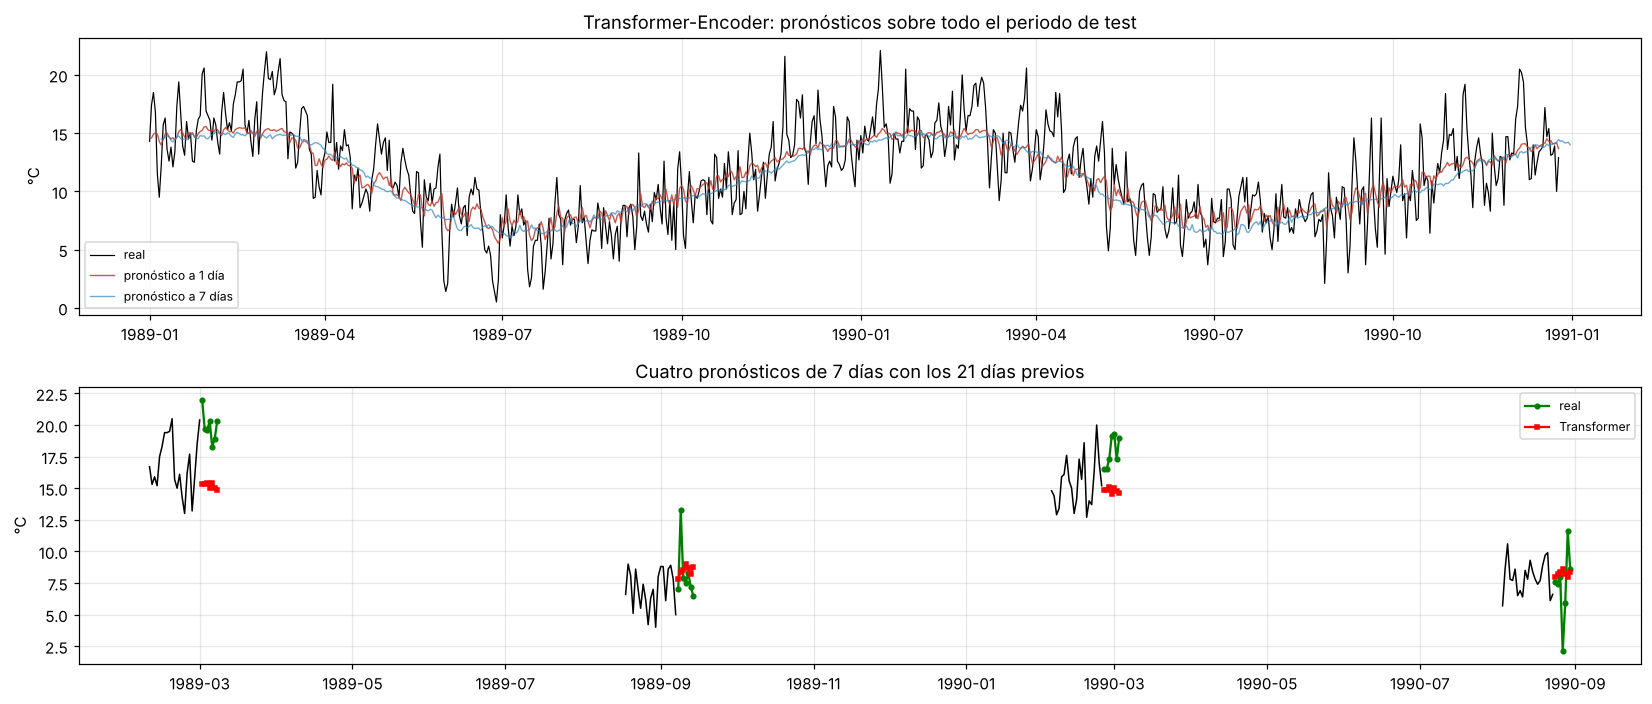 Transformer-Encoder: pronósticos sobre todo el periodo de test
°C
20
15
10
5
0
real
pronóstico a 1 día
pronóstico a 7 días
1989-01 1989-04 1989-07 1989-10 1990-01 1990-04 1990-07 1990-10 1991-01
Cuatro pronósticos de 7 días con los 21 días previos
°C
22.5
20.0
17.5
15.0
12.5
10.0
7.5
5.0
2.5
real
Transformer
1989-03 1989-05 1989-07 1989-09 1989-11 1990-01 1990-03 1990-05 1990-07 1990-09